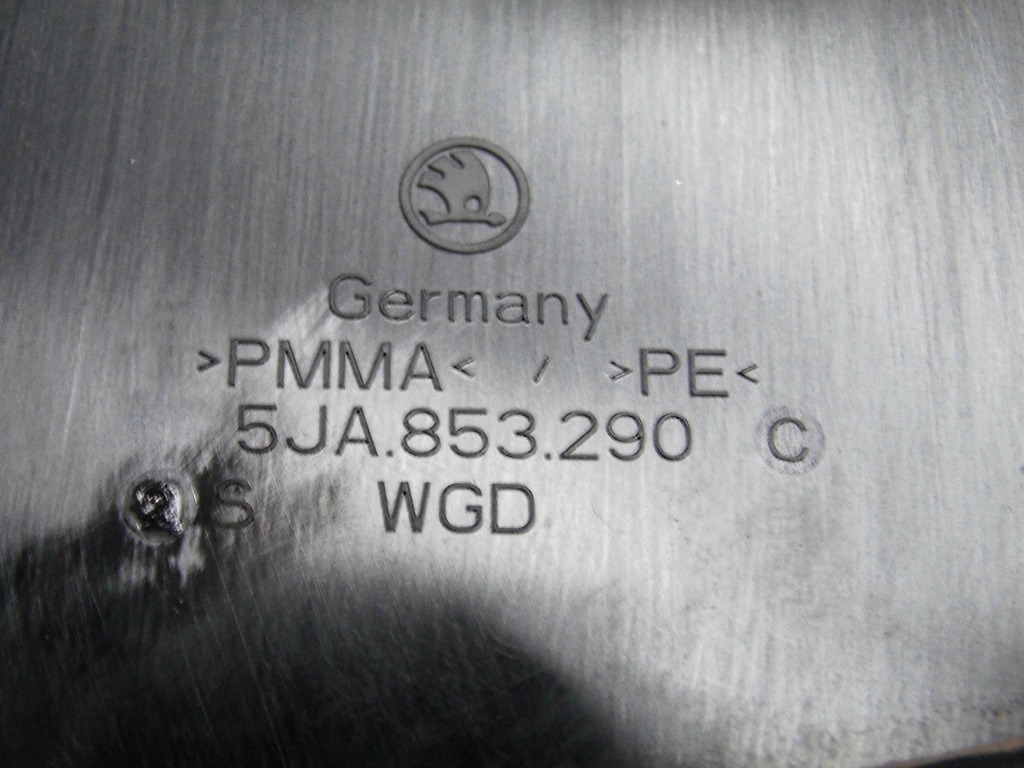 Germany
>PMMA< / >PE<
5JA.853.290 C
S WGD